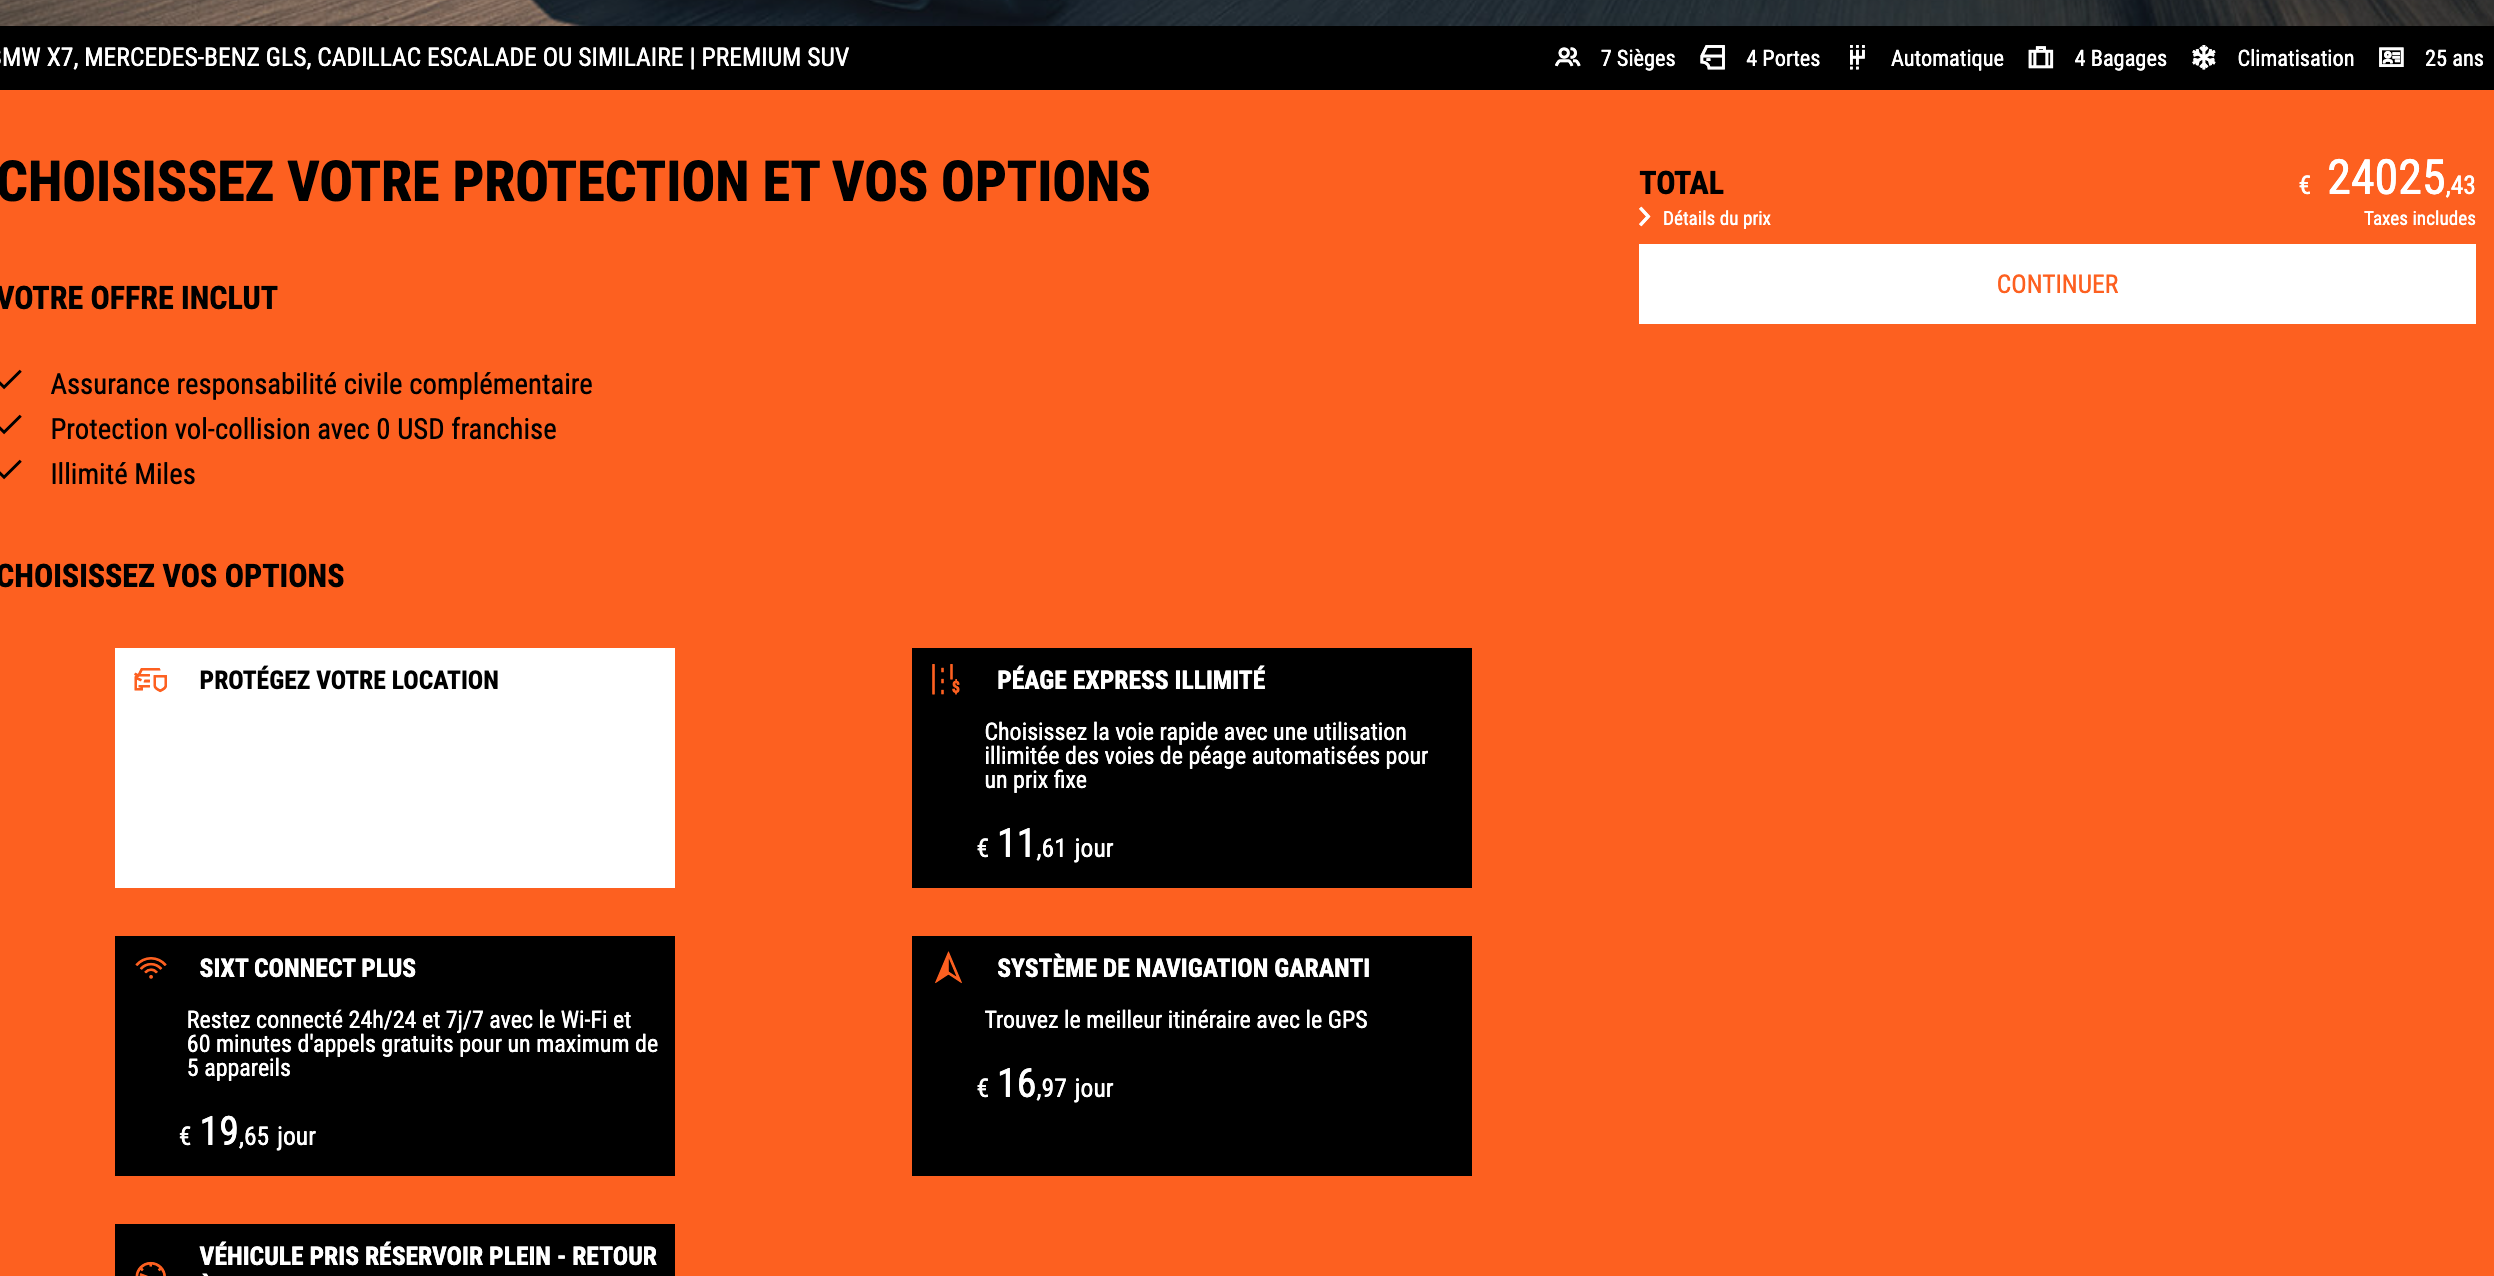 BMW X7, MERCEDES-BENZ GLS, CADILLAC ESCALADE OU SIMILAIRE | PREMIUM SUV
7 Sièges 4 Portes Automatique 4 Bagages Climatisation 25 ans
CHOISISSEZ VOTRE PROTECTION ET VOS OPTIONS
TOTAL
€ 24025,43
Détails du prix
Taxes includes
CONTINUER
VOTRE OFFRE INCLUT
Assurance responsabilité civile complémentaire
Protection vol-collision avec 0 USD franchise
Illimité Miles
CHOISISSEZ VOS OPTIONS
PROTÉGEZ VOTRE LOCATION
PÉAGE EXPRESS ILLIMITÉ
Choisissez la voie rapide avec une utilisation
illimitée des voies de péage automatisées pour
un prix fixe
€ 11,61 jour
SIXT CONNECT PLUS
Restez connecté 24h/24 et 7j/7 avec le Wi-Fi et
60 minutes d'appels gratuits pour un maximum de
5 appareils
€ 19,65 jour
SYSTÈME DE NAVIGATION GARANTI
Trouvez le meilleur itinéraire avec le GPS
€ 16,97 jour
VÉHICULE PRIS RÉSERVOIR PLEIN - RETOUR